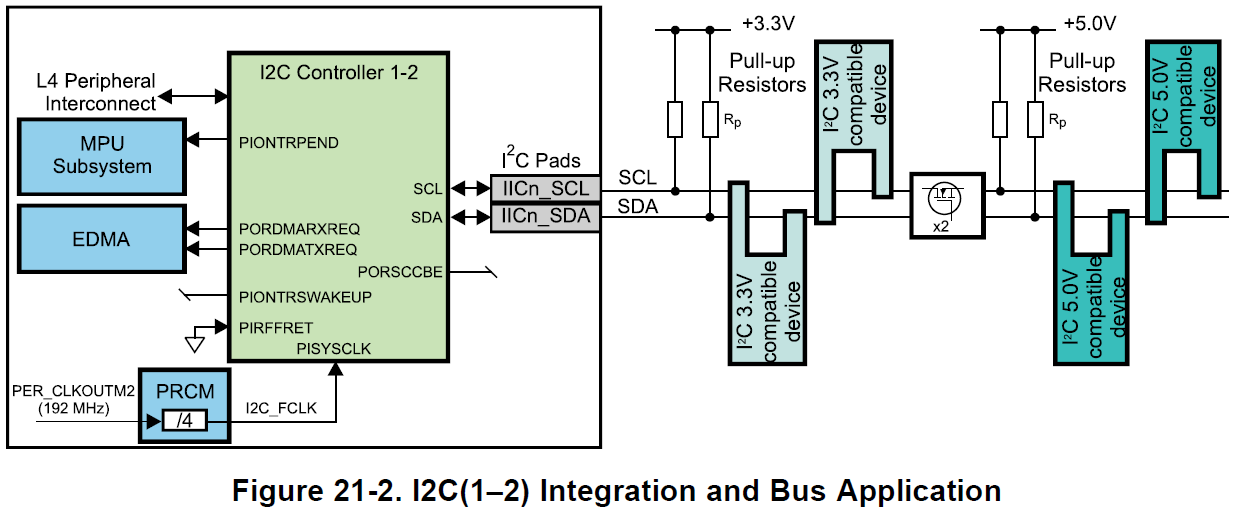 I2C Controller 1-2
L4 Peripheral
Interconnect
MPU
Subsystem
PIONTRPEND
EDMA
PORDMARXREQ
PORDMATXREQ
PORSCCBE
PIONTRSWAKEUP
PIRFFRET
PISYSCLK
SCL
SDA
PER_CLKOUTM2
(192 MHz)
PRCM
/4
I2C_FCLK
I²C Pads
IICn_SCL
IICn_SDA
SCL
SDA
+3.3V
Pull-up
Resistors
Rp
I²C 3.3V
compatible
device
I²C 3.3V
compatible
device
x2
+5.0V
Pull-up
Resistors
Rp
I²C 5.0V
compatible
device
I²C 5.0V
compatible
device
Figure 21-2. I2C(1–2) Integration and Bus Application